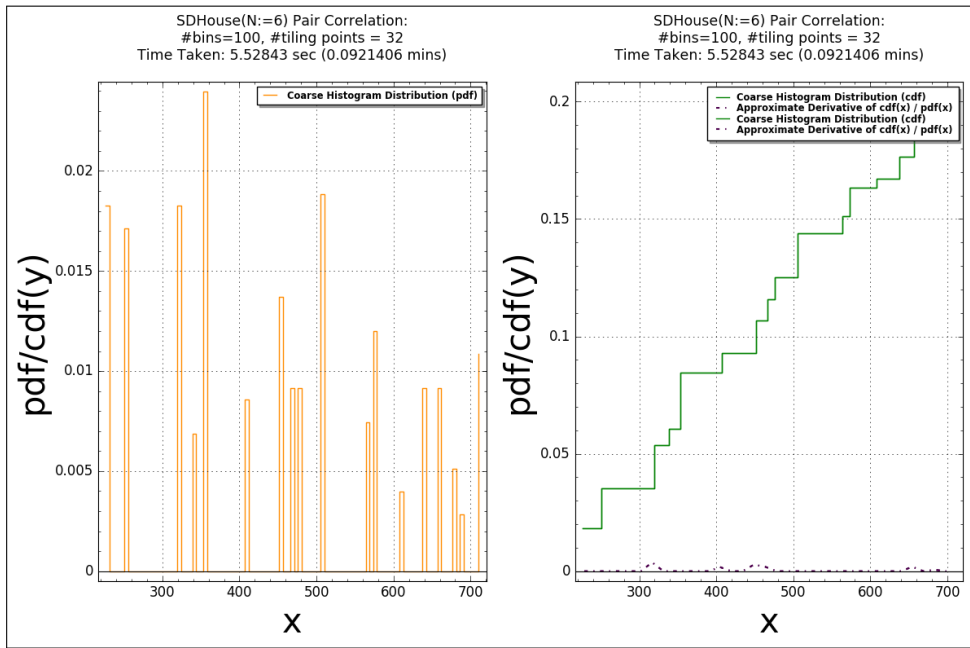 SDHouse(N:=6) Pair Correlation:
#bins=100, #tiling points = 32
Time Taken: 5.52843 sec (0.0921406 mins)
Coarse Histogram Distribution (pdf)
pdf/cdf(y)
0.02
0.015
0.01
0.005
0
300
400
500
600
700
x
SDHouse(N:=6) Pair Correlation:
#bins=100, #tiling points = 32
Time Taken: 5.52843 sec (0.0921406 mins)
Coarse Histogram Distribution (cdf)
Approximate Derivative of cdf(x) / pdf(x)
Coarse Histogram Distribution (cdf)
Approximate Derivative of cdf(x) / pdf(x)
pdf/cdf(y)
0.2
0.15
0.1
0.05
0
300
400
500
600
700
x